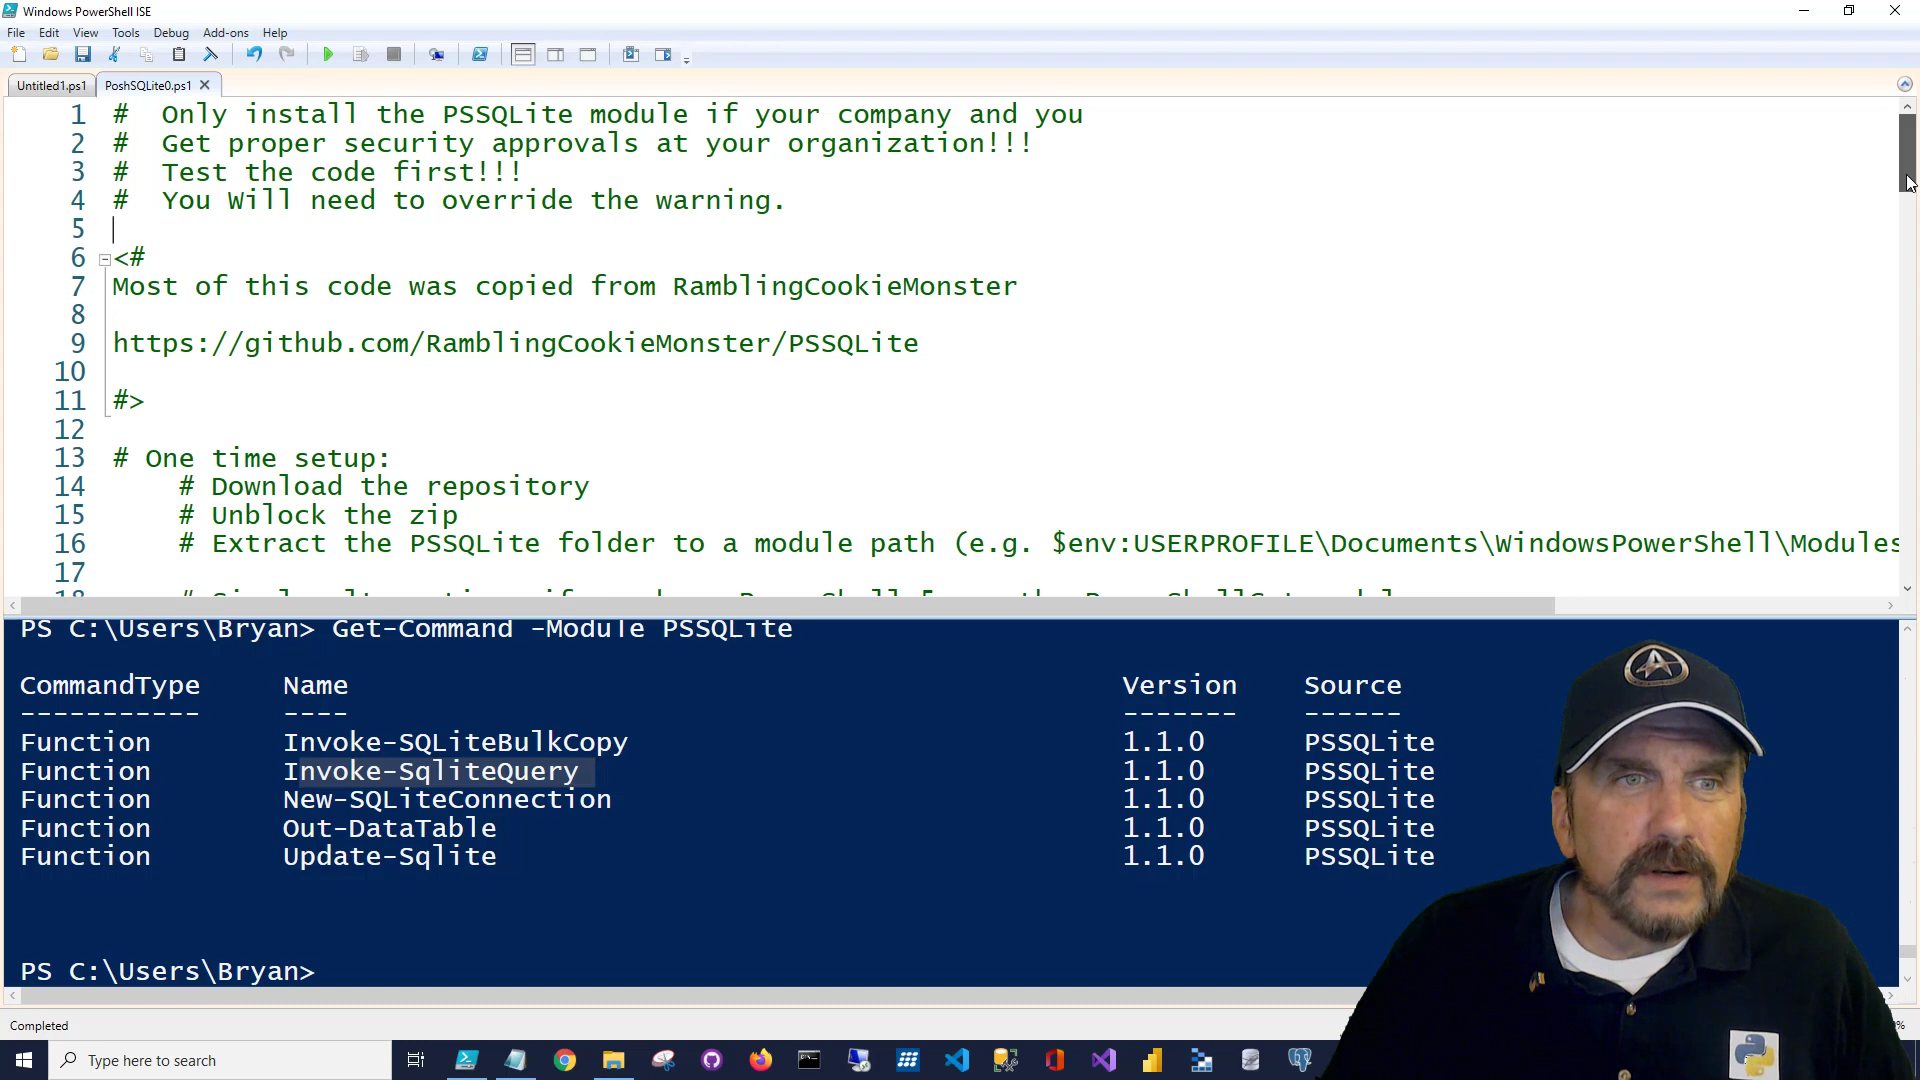 Windows PowerShell ISE
File Edit View Tools Debug Add-ons Help
Untitled1.ps1 PoshSQLite0.ps1
1 # Only install the PSSQLite module if your company and you
2 # Get proper security approvals at your organization!!!
3 # Test the code first!!!
4 # You Will need to override the warning.
5
6 <#
7 Most of this code was copied from RamblingCookieMonster
8
9 https://github.com/RamblingCookieMonster/PSSQLite
10
11 #>
12
13 # One time setup:
14 # Download the repository
15 # Unblock the zip
16 # Extract the PSSQLite folder to a module path (e.g. $env:USERPROFILE\Documents\WindowsPowerShell\Modules
17
18
PS C:\Users\Bryan> Get-Command -Module PSSQLite
CommandType Name Version Source
----------- ---- ------- ------
Function Invoke-SQLiteBulkCopy 1.1.0 PSSQLite
Function Invoke-SqliteQuery 1.1.0 PSSQLite
Function New-SQLiteConnection 1.1.0 PSSQLite
Function Out-DataTable 1.1.0 PSSQLite
Function Update-Sqlite 1.1.0 PSSQLite
PS C:\Users\Bryan>
Completed
Type here to search